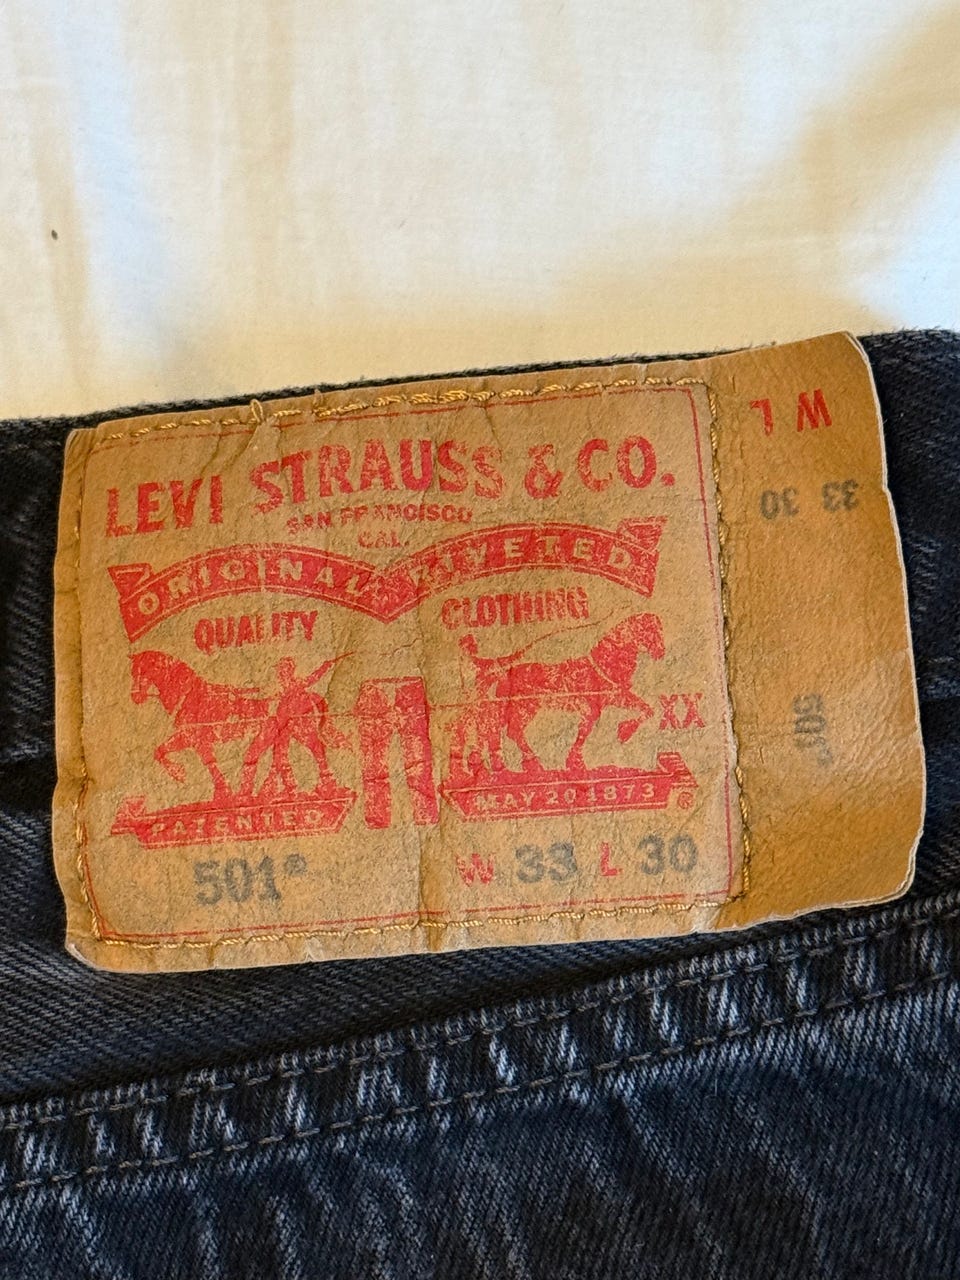 LEVI STRAUSS & CO.
SAN FRANCISCO
CAL.
ORIGINAL RIVETED
QUALITY CLOTHING
XX
PATENTED MAY 20 1873 ®
501® W 33 L 30
W L
33 30
501®